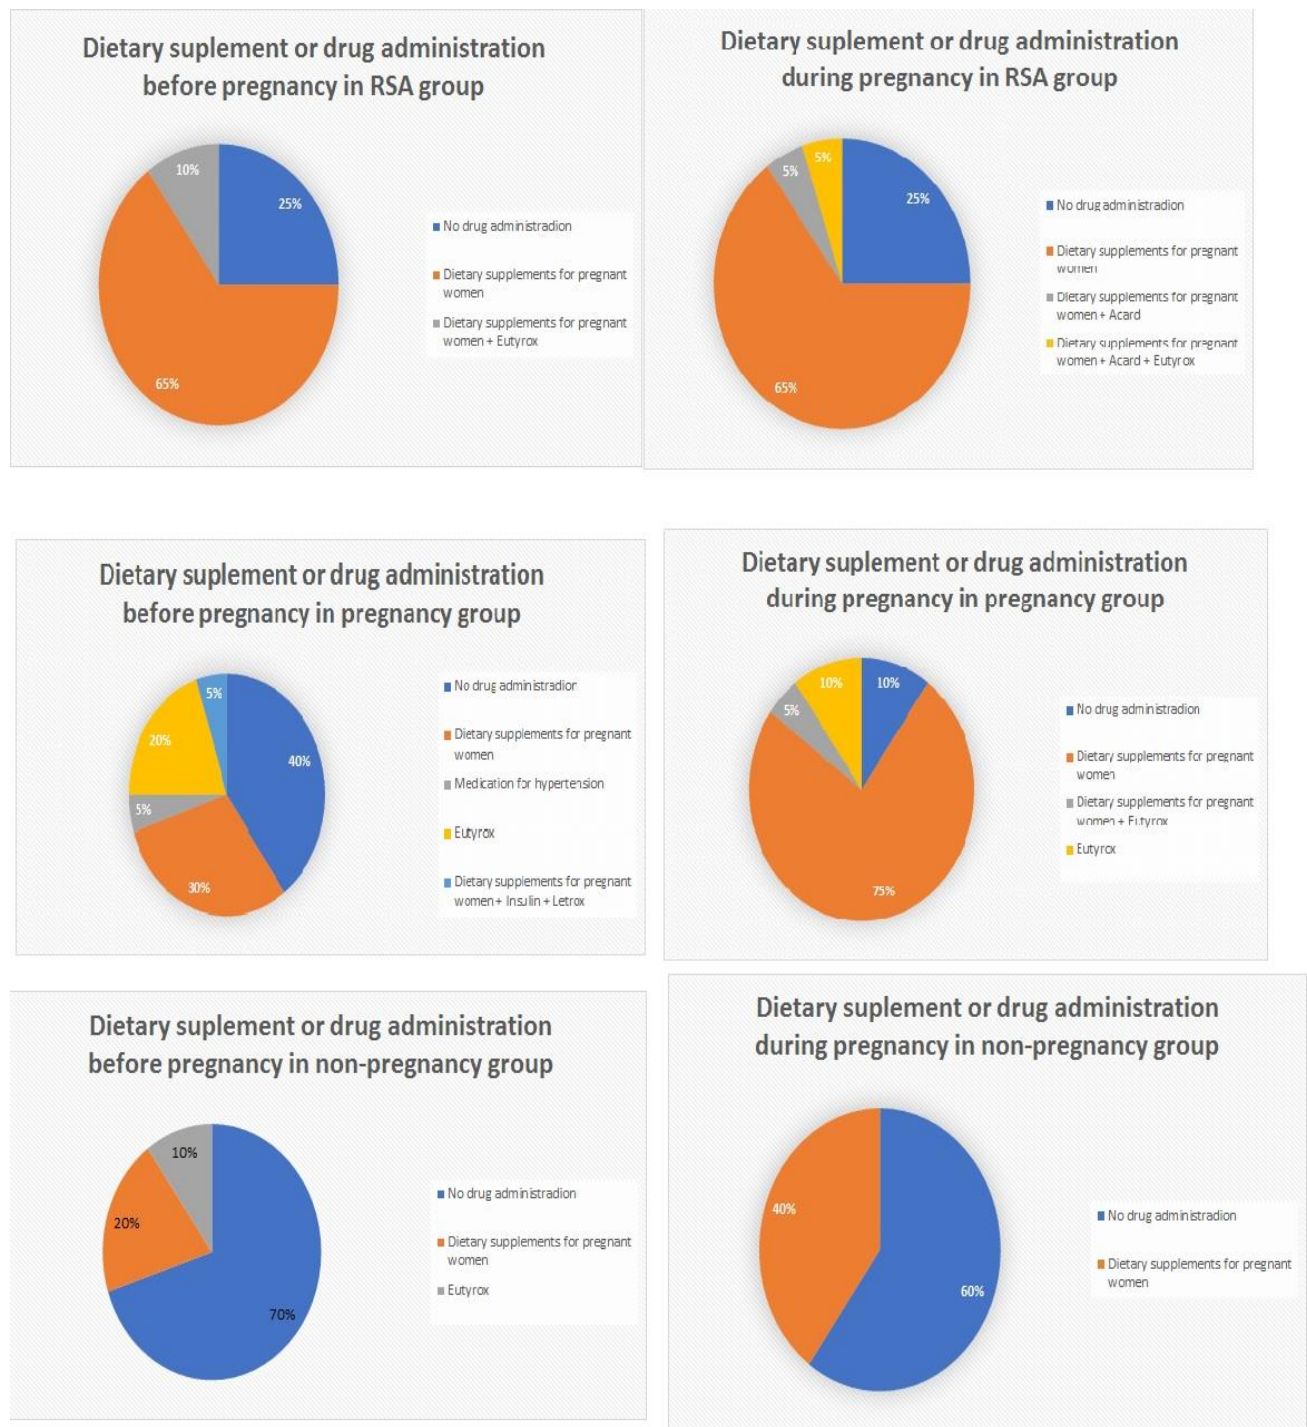 Dietary suplement or drug administration
before pregnancy in RSA group
10%
25%
65%
No drug administradion
Dietary supplements for pregnant
women
Dietary supplements for pregnant
women + Eutyrox
Dietary suplement or drug administration
during pregnancy in RSA group
5%
5%
25%
65%
No drug administradion
Dietary supplements for pregnant
women
Dietary supplements for pregnant
women + Acard
Dietary supplements for pregnant
women + Acard + Eutyrox
Dietary suplement or drug administration
before pregnancy in pregnancy group
5%
20%
40%
5%
30%
No drug administradion
Dietary supplements for pregnant
women
Medication for hypertension
Eutyrox
Dietary supplements for pregnant
women + Insulin + Letrox
Dietary suplement or drug administration
during pregnancy in pregnancy group
10%
10%
5%
75%
No drug administradion
Dietary supplements for pregnant
women
Dietary supplements for pregnant
women + Eutyrox
Eutyrox
Dietary suplement or drug administration
before pregnancy in non-pregnancy group
10%
20%
70%
No drug administradion
Dietary supplements for pregnant
women
Eutyrox
Dietary suplement or drug administration
during pregnancy in non-pregnancy group
40%
60%
No drug administradion
Dietary supplements for pregnant
women